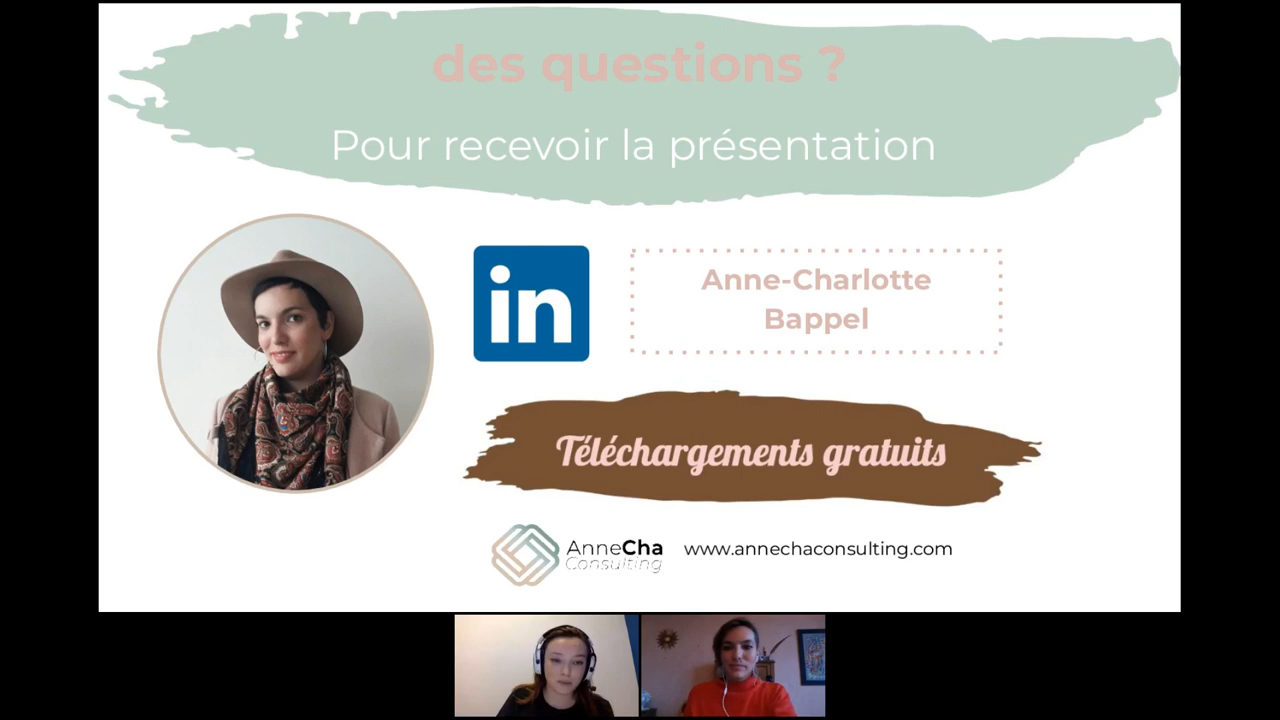 des questions ?
Pour recevoir la présentation
in
Anne-Charlotte
Bappel
Téléchargements gratuits
AnneCha
Consulting
www.annechaconsulting.com